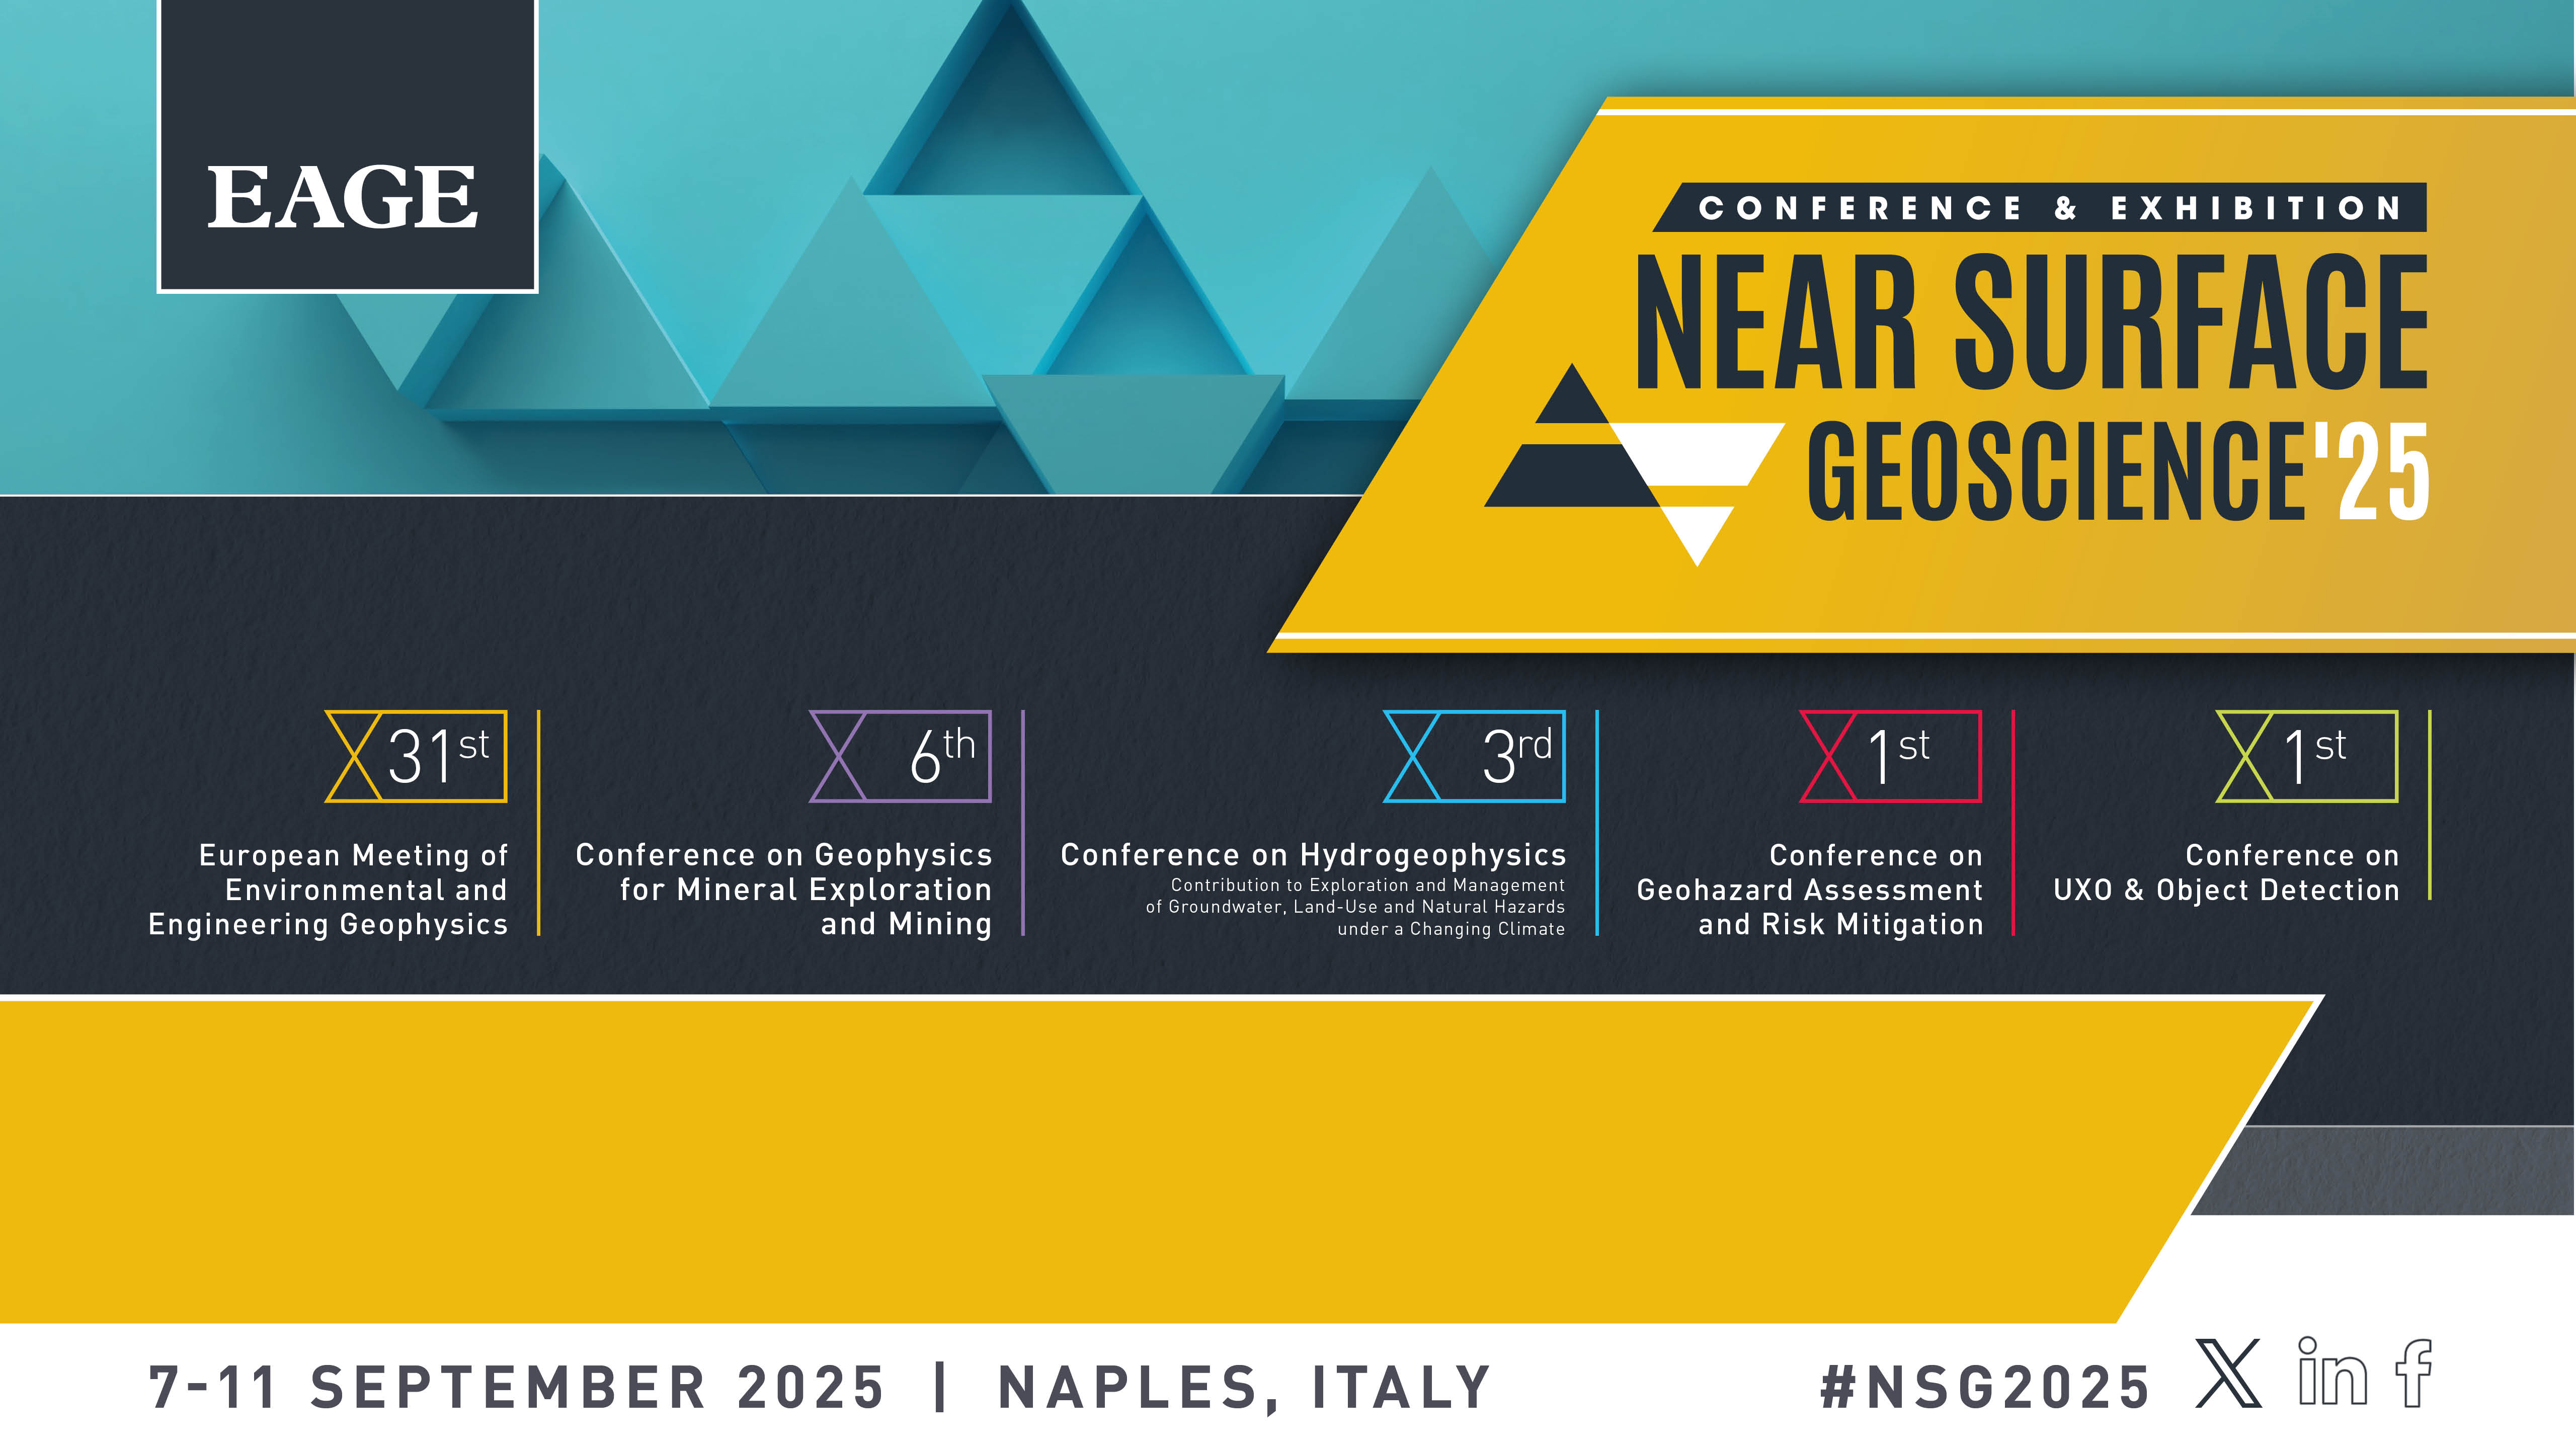 EAGE
CONFERENCE & EXHIBITION
NEAR SURFACE
GEOSCIENCE'25
31st
European Meeting of
Environmental and
Engineering Geophysics
6th
Conference on Geophysics
for Mineral Exploration
and Mining
3rd
Conference on Hydrogeophysics
Contribution to Exploration and Management
of Groundwater, Land-Use and Natural Hazards
under a Changing Climate
1st
Conference on
Geohazard Assessment
and Risk Mitigation
1st
Conference on
UXO & Object Detection
7-11 SEPTEMBER 2025 | NAPLES, ITALY
#NSG2025 X in f